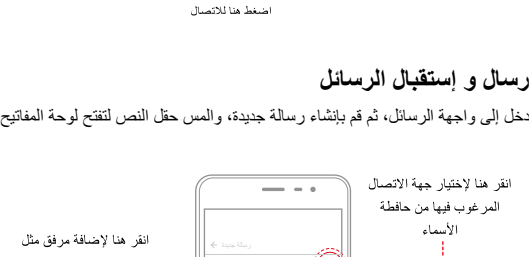 اضغط هنا للاتصال
رسال و إستقبال الرسائل
دخل إلى واجهة الرسائل، ثم قم بإنشاء رسالة جديدة، والمس حقل النص لتفتح لوحة المفاتيح
انقر هنا لإختيار جهة الاتصال
المرغوب فيها من حافظة
الأسماء
رسالة جديدة
انقر هنا لإضافة مرفق مثل